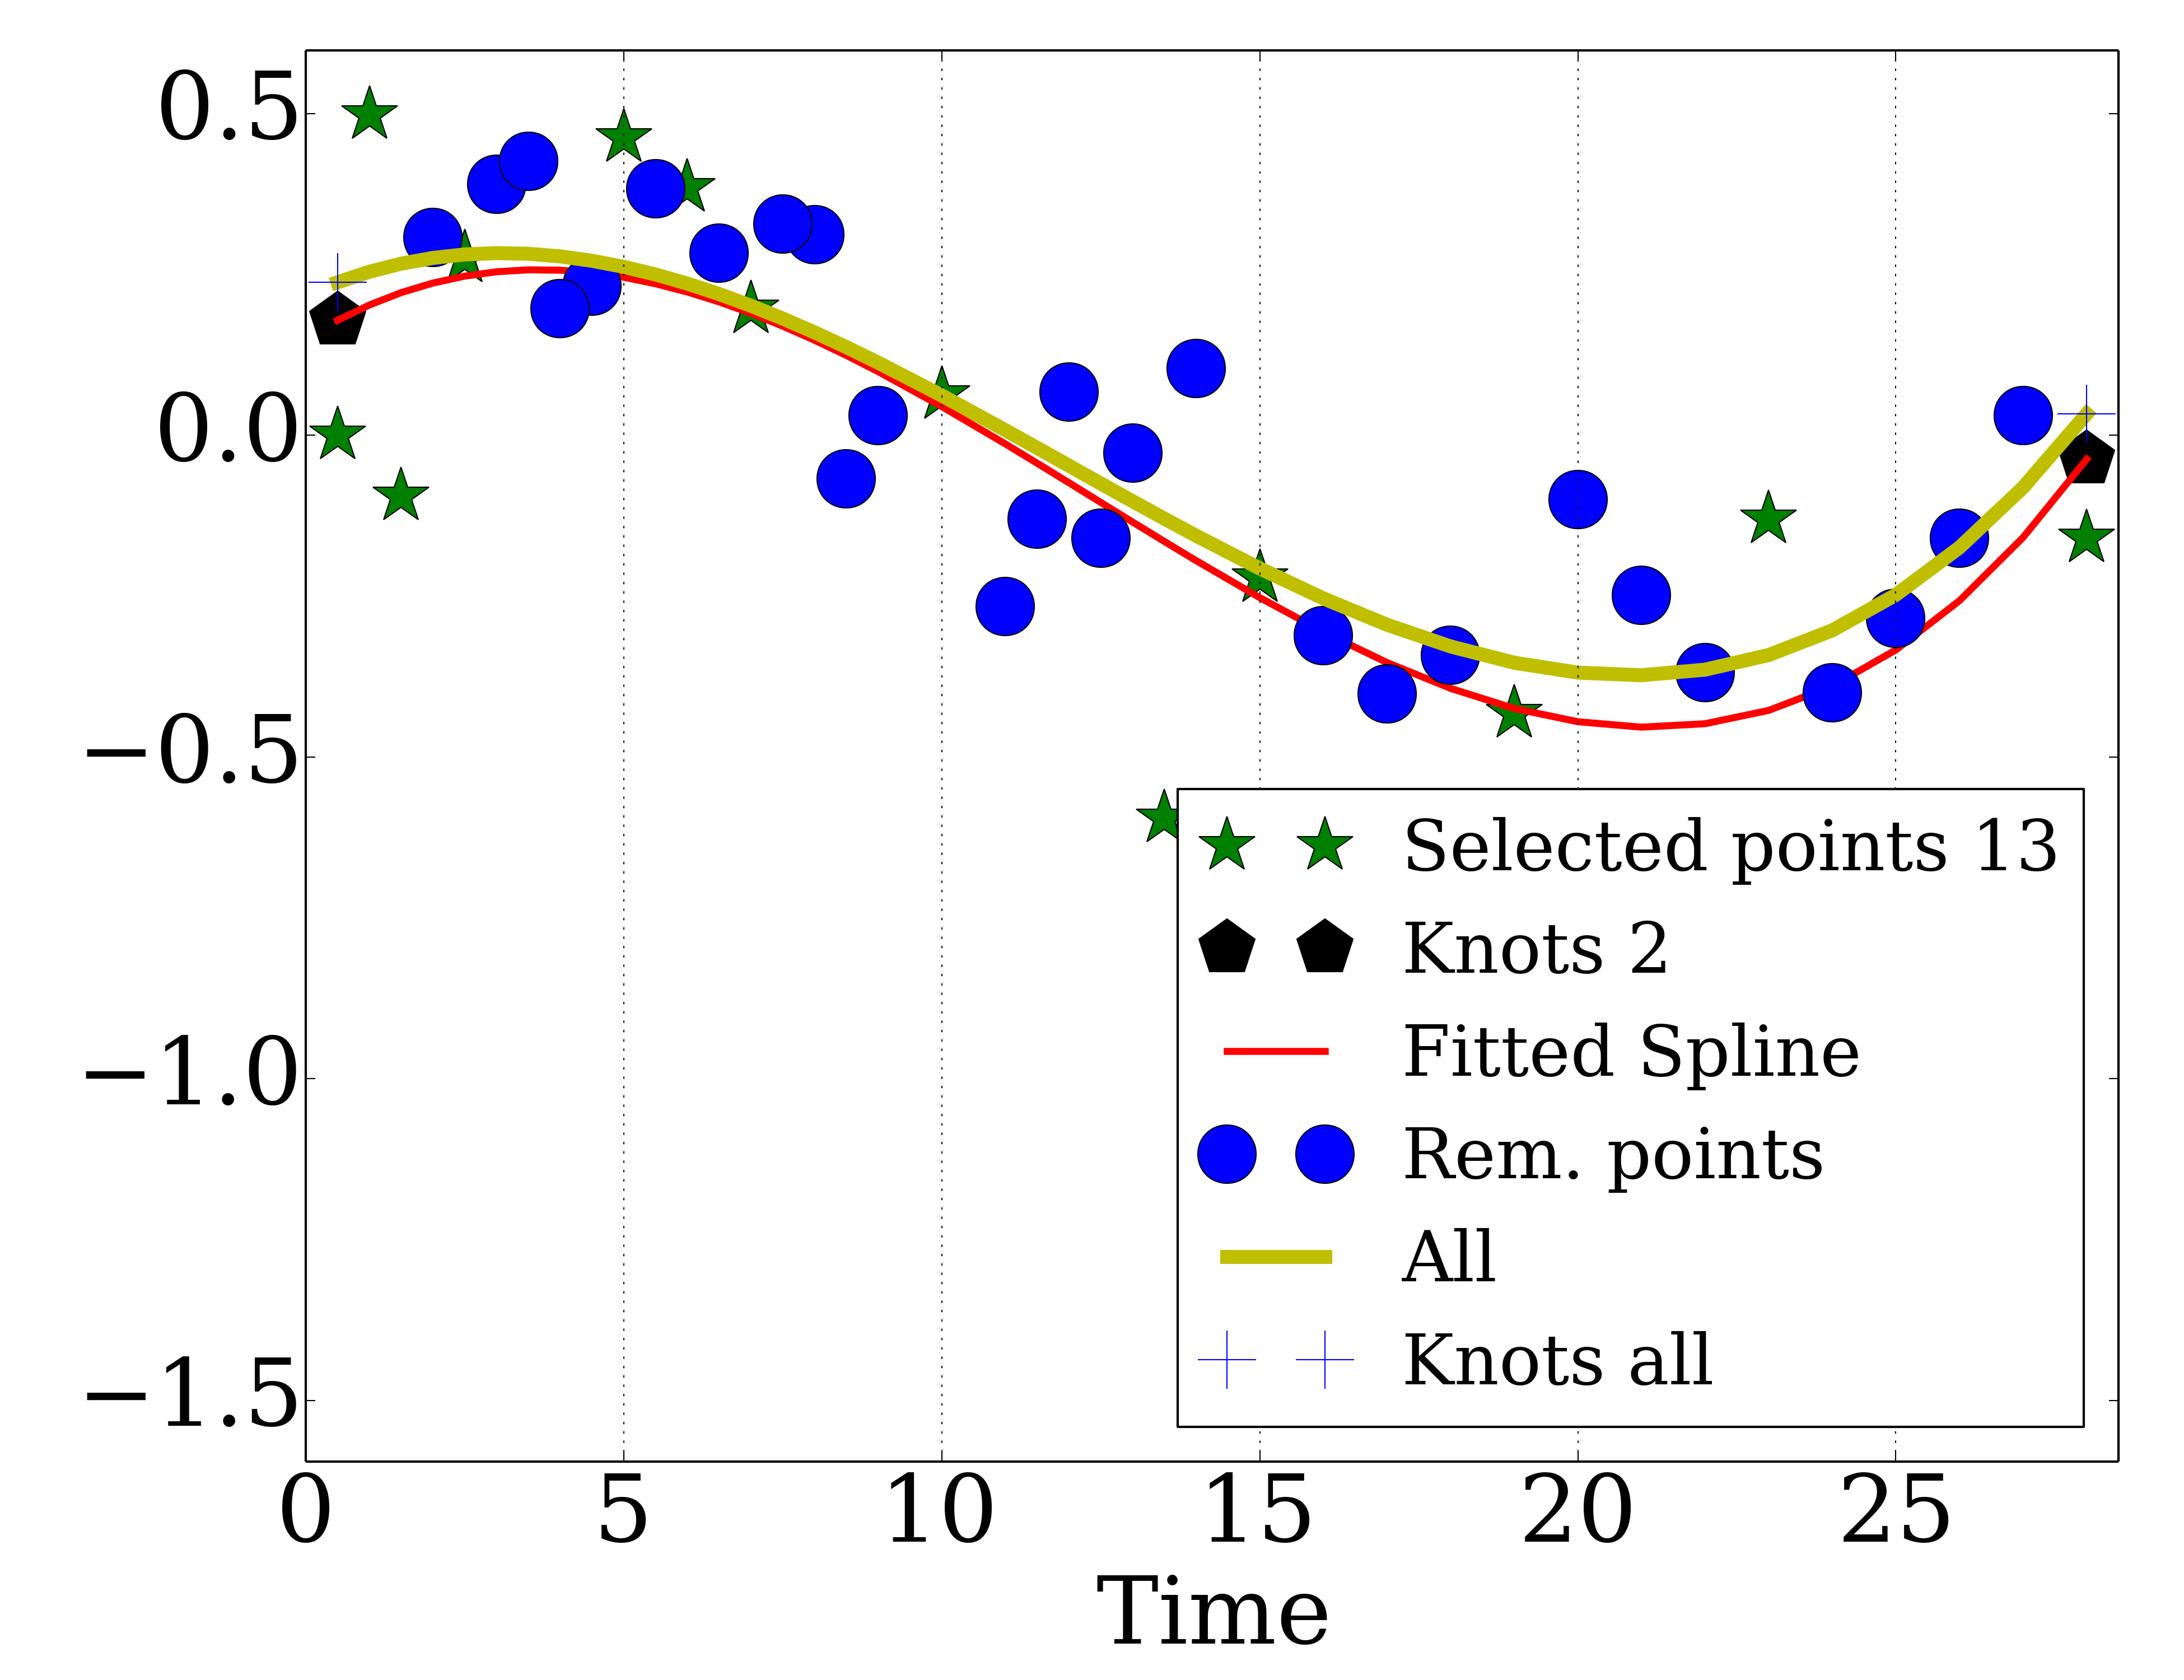 0.5
0.0
−0.5
−1.0
−1.5
Selected points 13
Knots 2
Fitted Spline
Rem. points
All
Knots all
0 5 10 15 20 25
Time